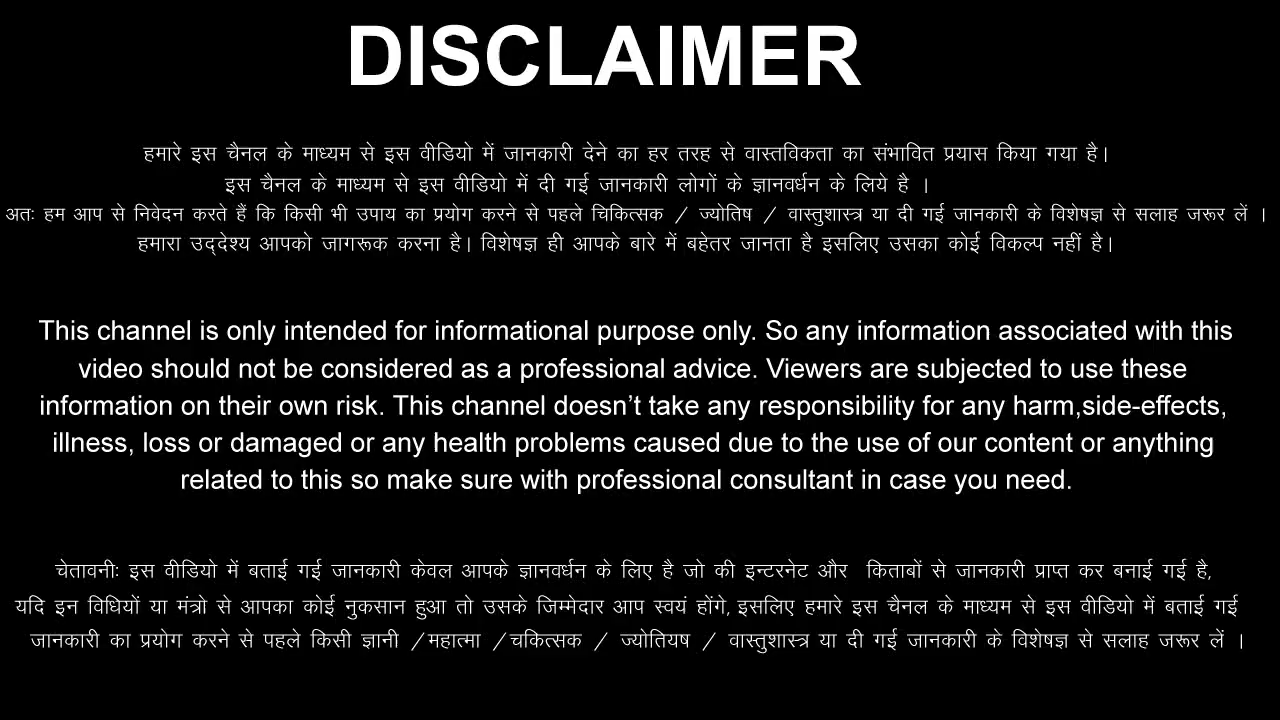 DISCLAIMER
हमारे इस चैनल के माध्यम से इस वीडियो में जानकारी देने का हर तरह से वास्तविकता का संभावित प्रयास किया गया है।
इस चैनल के माध्यम से इस वीडियो में दी गई जानकारी लोगों के ज्ञानवर्धन के लिये है ।
अतः हम आप से निवेदन करते हैं कि किसी भी उपाय का प्रयोग करने से पहले चिकित्सक / ज्योतिष / वास्तुशास्त्र या दी गई जानकारी के विशेषज्ञ से सलाह जरूर लें ।
हमारा उद्देश्य आपको जागरूक करना है। विशेषज्ञ ही आपके बारे में बहेतर जानता है इसलिए उसका कोई विकल्प नहीं है।
This channel is only intended for informational purpose only. So any information associated with this
video should not be considered as a professional advice. Viewers are subjected to use these
information on their own risk. This channel doesn’t take any responsibility for any harm,side-effects,
illness, loss or damaged or any health problems caused due to the use of our content or anything
related to this so make sure with professional consultant in case you need.
चेतावनीः इस वीडियो में बताई गई जानकारी केवल आपके ज्ञानवर्धन के लिए है जो की इन्टरनेट और किताबों से जानकारी प्राप्त कर बनाई गई है,
यदि इन विधियों या मंत्रो से आपका कोई नुकसान हुआ तो उसके जिम्मेदार आप स्वयं होंगे, इसलिए हमारे इस चैनल के माध्यम से इस वीडियो में बताई गई
जानकारी का प्रयोग करने से पहले किसी ज्ञानी /महात्मा /चकित्सक / ज्योतियष / वास्तुशास्त्र या दी गई जानकारी के विशेषज्ञ से सलाह जरूर लें ।